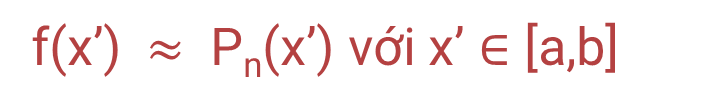 f(x’) ≈ Pₙ(x’) với x’ ∈ [a,b]